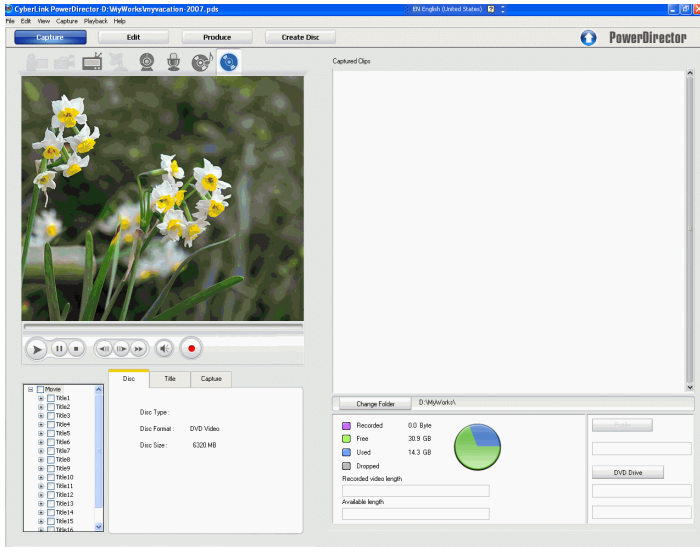 CyberLink PowerDirector-D:\MyWorks\myvacation-2007.pds
EN English (United States)
File Edit View Capture Playback Help
Capture Edit Produce Create Disc
PowerDirector
Captured Clips
Disc Title Capture
Movie
Title1
Title2
Title3
Title4
Title5
Title6
Title7
Title8
Title9
Title10
Title11
Title12
Title13
Title14
Title15
Title16
Disc Type :
Disc Format : DVD Video
Disc Size : 6320 MB
Change Folder D:\MyWorks\
Recorded 0.0 Byte
Free 30.9 GB
Used 14.3 GB
Dropped
Recorded video length
Available length
DVD Drive